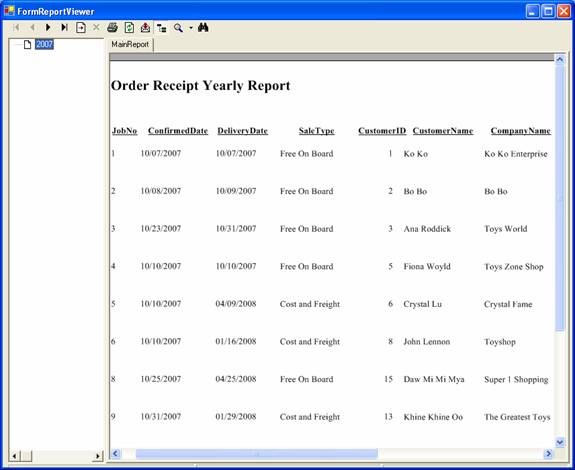 FormReportViewer
2007
MainReport
Order Receipt Yearly Report
JobNo ConfirmedDate DeliveryDate SaleType CustomerID CustomerName CompanyName
1 10/07/2007 10/07/2007 Free On Board 1 Ko Ko Ko Ko Enterprise
2 10/08/2007 10/09/2007 Free On Board 2 Bo Bo Bo Bo
3 10/23/2007 10/31/2007 Free On Board 3 Ana Roddick Toys World
4 10/10/2007 10/10/2007 Free On Board 5 Fiona Woyld Toys Zone Shop
5 10/10/2007 04/09/2008 Cost and Freight 6 Crystal Lu Crystal Fame
6 10/10/2007 01/16/2008 Cost and Freight 8 John Lennon Toyshop
8 10/25/2007 04/25/2008 Free On Board 15 Daw Mi Mi Mya Super 1 Shopping
9 10/31/2007 01/29/2008 Cost and Freight 13 Khine Khine Oo The Greatest Toys